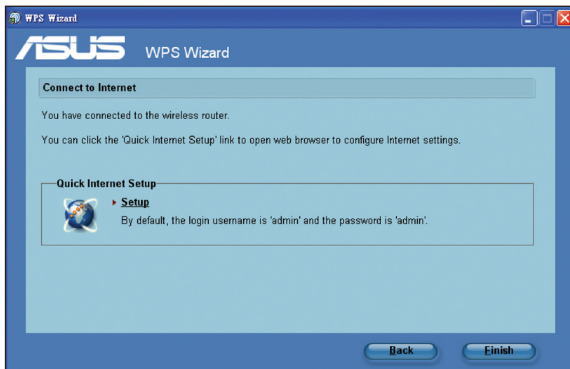 WPS Wizard
ASUS WPS Wizard
Connect to Internet
You have connected to the wireless router.
You can click the 'Quick Internet Setup' link to open web browser to configure Internet settings.
Quick Internet Setup
Setup
By default, the login username is 'admin' and the password is 'admin'.
Back Finish